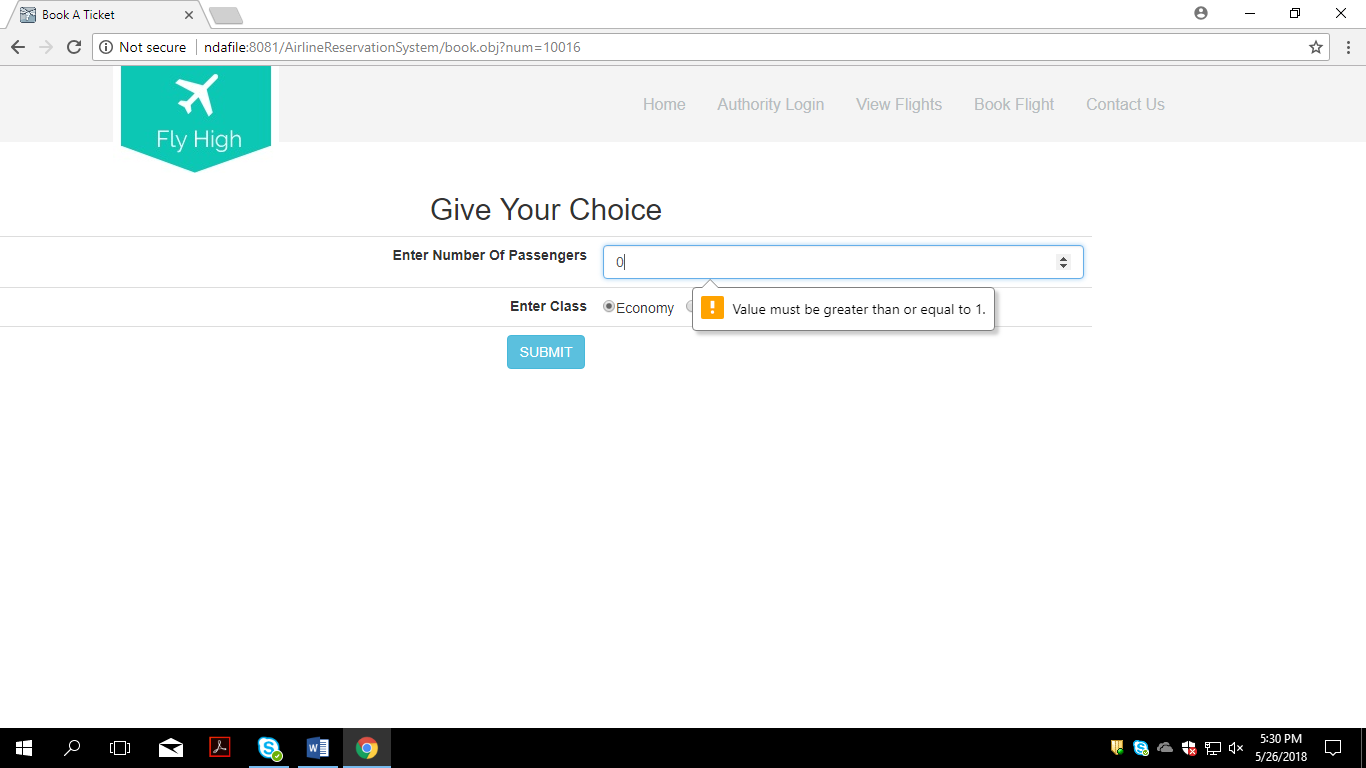 Book A Ticket
Not secure ndafile:8081/AirlineReservationSystem/book.obj?num=10016
Fly High
Home Authority Login View Flights Book Flight Contact Us
Give Your Choice
Enter Number Of Passengers 0
Enter Class Economy
! Value must be greater than or equal to 1.
SUBMIT
5:30 PM
5/26/2018